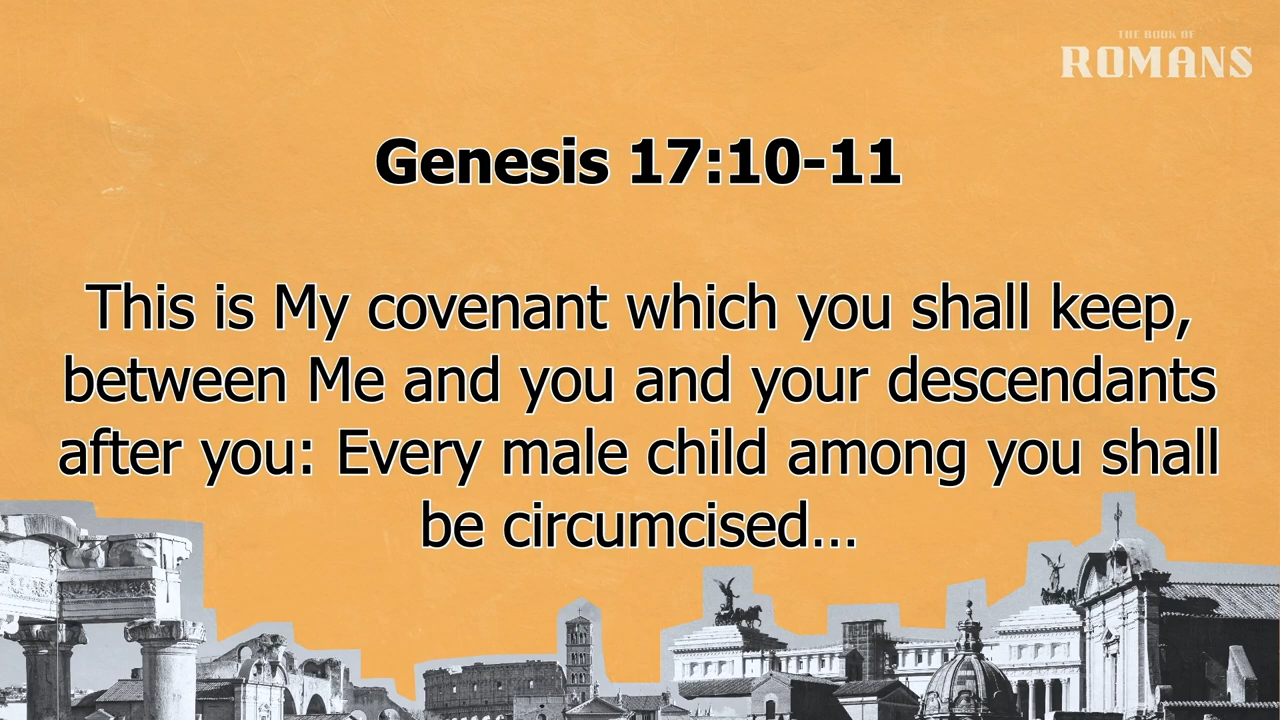 THE BOOK OF
ROMANS
Genesis 17:10-11
This is My covenant which you shall keep,
between Me and you and your descendants
after you: Every male child among you shall
be circumcised...